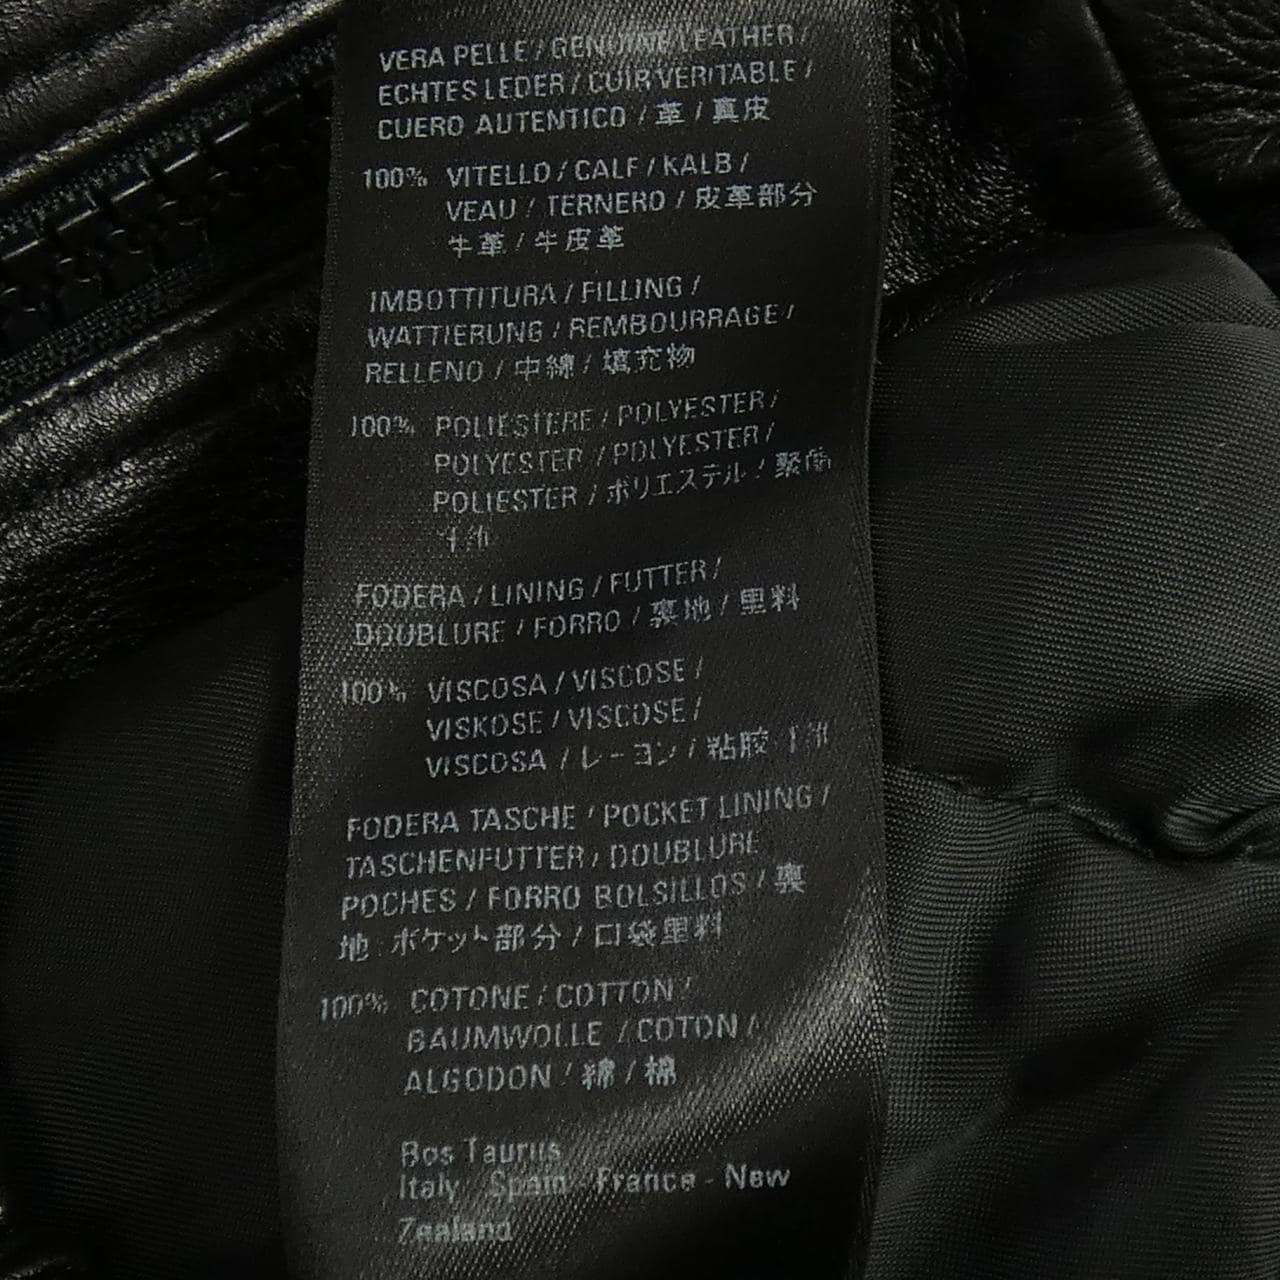 VERA PELLE / GENUINE LEATHER /
ECHTES LEDER / CUIR VERITABLE /
CUERO AUTENTICO / 革 / 真皮
100% VITELLO / CALF / KALB /
VEAU / TERNERO / 皮革部分
牛革 / 牛皮革
IMBOTTITURA / FILLING /
WATTIERUNG / REMBOURRAGE /
RELLENO / 中綿 / 填充物
100% POLIESTERE / POLYESTER /
POLYESTER / POLYESTER /
POLIESTER / ポリエステル / 聚酯
FODERA / LINING / FUTTER /
DOUBLURE / FORRO / 裏地 / 里料
100% VISCOSA / VISCOSE /
VISKOSE / VISCOSE /
VISCOSA / レーヨン / 粘胶
FODERA TASCHE / POCKET LINING /
TASCHENFUTTER / DOUBLURE
POCHES / FORRO BOLSILLOS / 裏
地:ポケット部分 / 口袋里料
100% COTONE / COTTON /
BAUMWOLLE / COTON /
ALGODON / 綿 / 棉
Bos Taurus
Italy Spain - France - New
Zealand